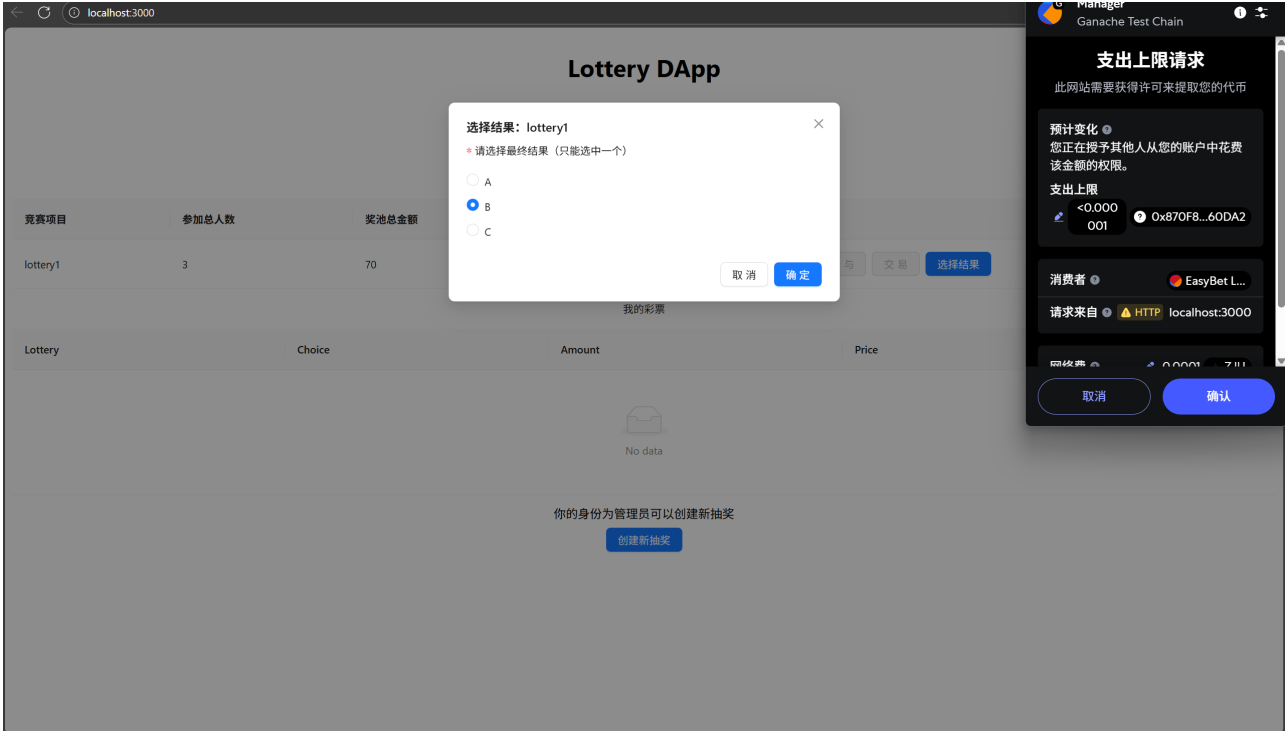 localhost:3000
Lottery DApp
选择结果：lottery1
* 请选择最终结果（只能选中一个）
A
B
C
取 消
确 定
竞赛项目 参加总人数 奖池总金额
lottery1 3 70 与 交 易 选择结果
我的彩票
Lottery Choice Amount Price
No data
你的身份为管理员可以创建新抽奖
创建新抽奖
Manager
Ganache Test Chain
支出上限请求
此网站需要获得许可来提取您的代币
预计变化
您正在授予其他人从您的账户中花费
该金额的权限。
支出上限
<0.000
001
0x870F8...60DA2
消费者 EasyBet L...
请求来自 HTTP localhost:3000
网络费 0.0001 ZJU
取消
确认